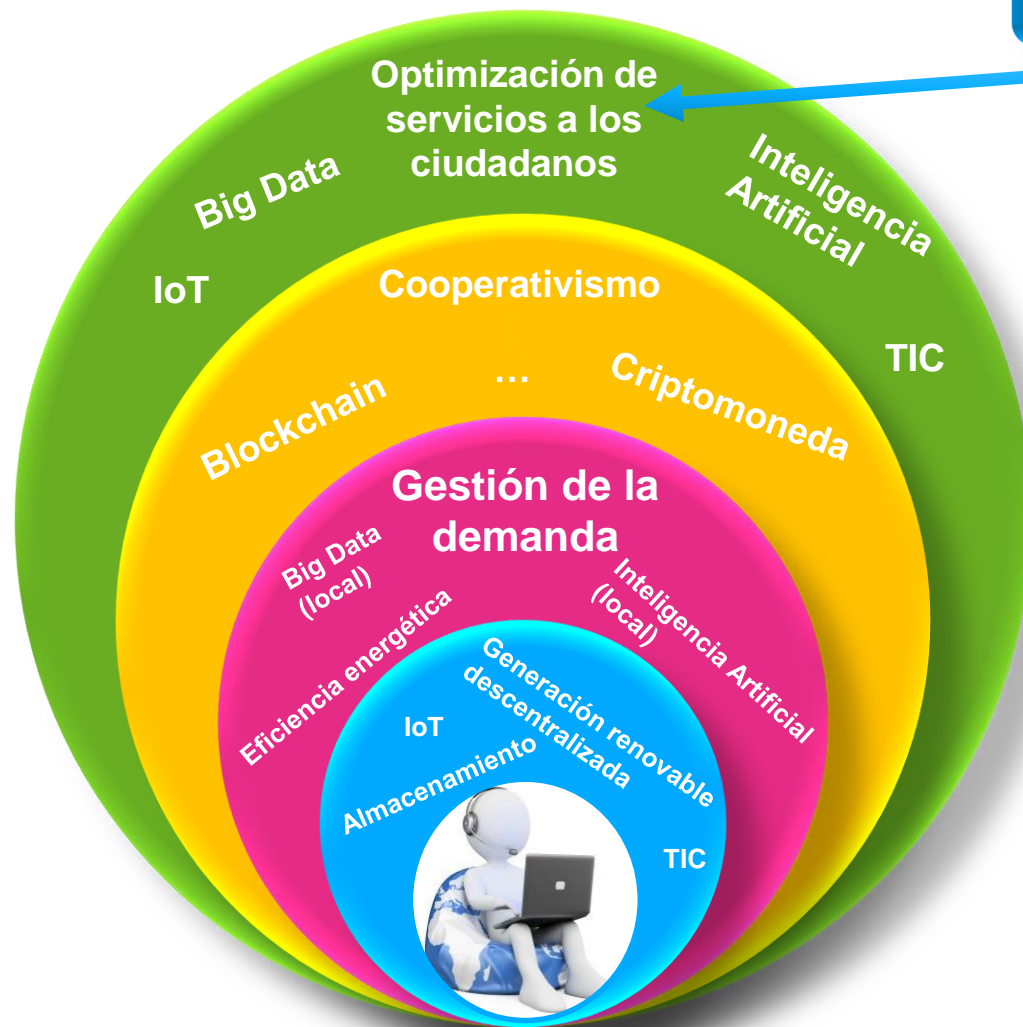 Optimización de
servicios a los
ciudadanos
Big Data
Inteligencia
Artificial
IoT
TIC
Cooperativismo
...
Blockchain
Criptomoneda
Gestión de la
demanda
Big Data
(local)
Inteligencia Artificial
(local)
Eficiencia energética
Generación renovable
descentralizada
IoT
Almacenamiento
TIC